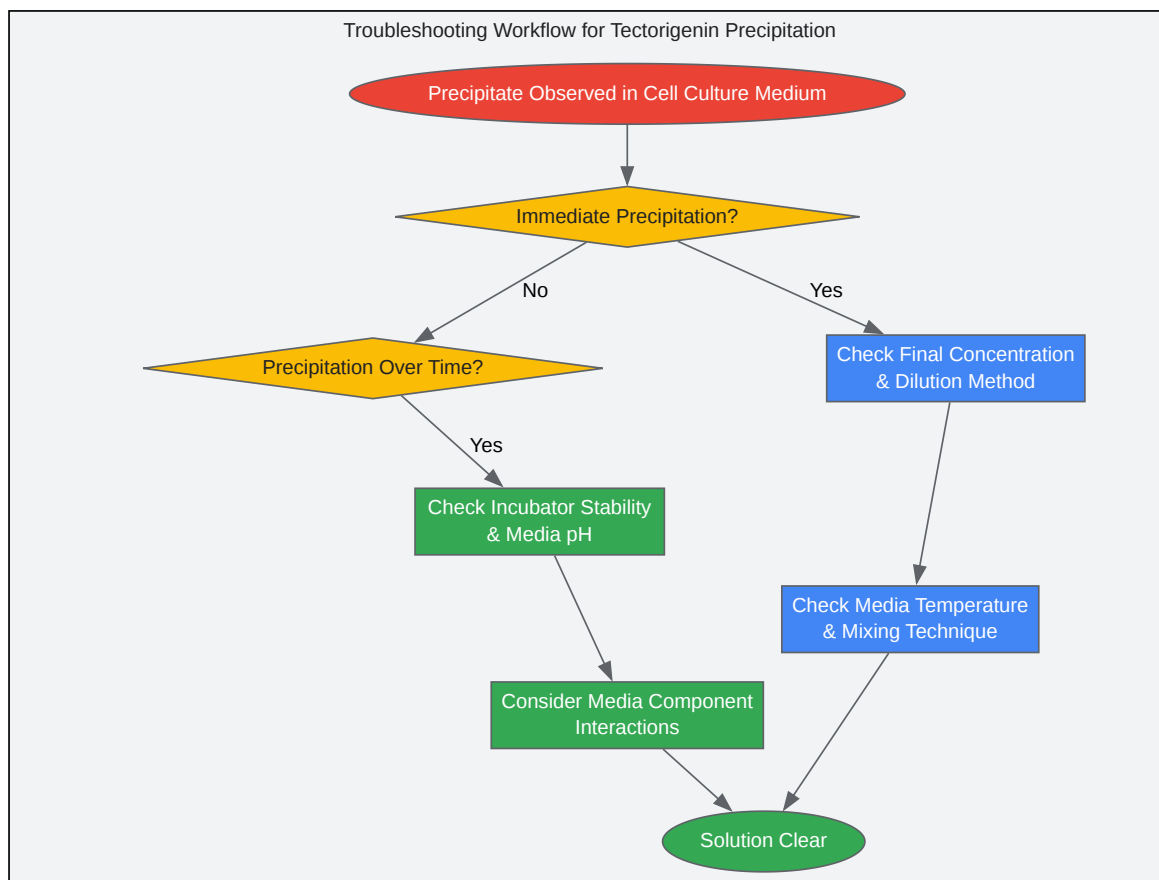 Troubleshooting Workflow for Tectorigenin Precipitation
Precipitate Observed in Cell Culture Medium
Immediate Precipitation?
No
Yes
Precipitation Over Time?
Check Final Concentration
& Dilution Method
Yes
Check Incubator Stability
& Media pH
Check Media Temperature
& Mixing Technique
Consider Media Component
Interactions
Solution Clear